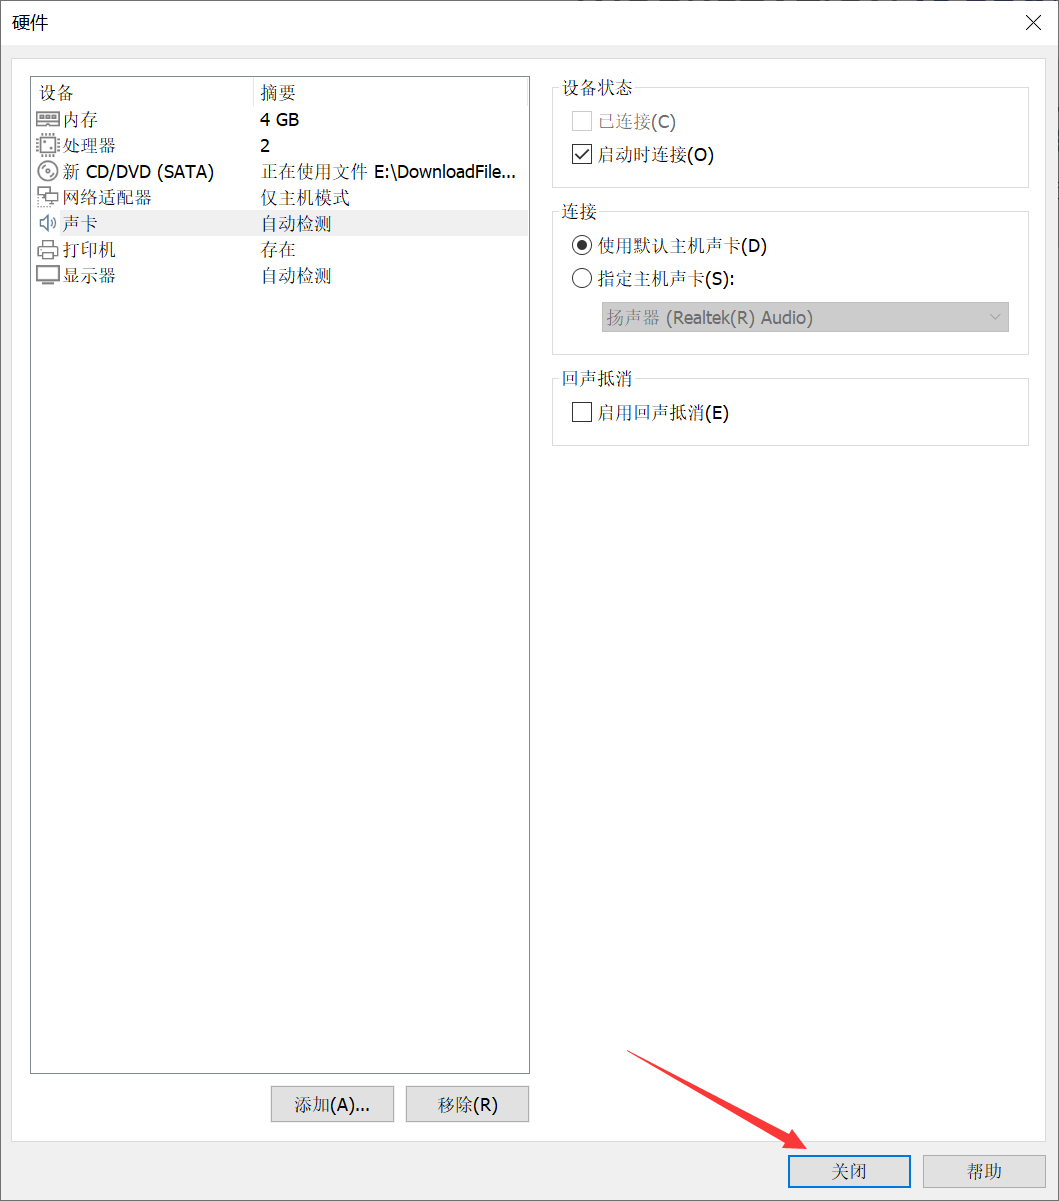 硬件
设备 摘要
内存 4 GB
处理器 2
新 CD/DVD (SATA) 正在使用文件 E:\DownloadFile...
网络适配器 仅主机模式
声卡 自动检测
打印机 存在
显示器 自动检测
添加(A)... 移除(R)
设备状态
已连接(C)
启动时连接(O)
连接
使用默认主机声卡(D)
指定主机声卡(S):
扬声器 (Realtek(R) Audio)
回声抵消
启用回声抵消(E)
关闭 帮助